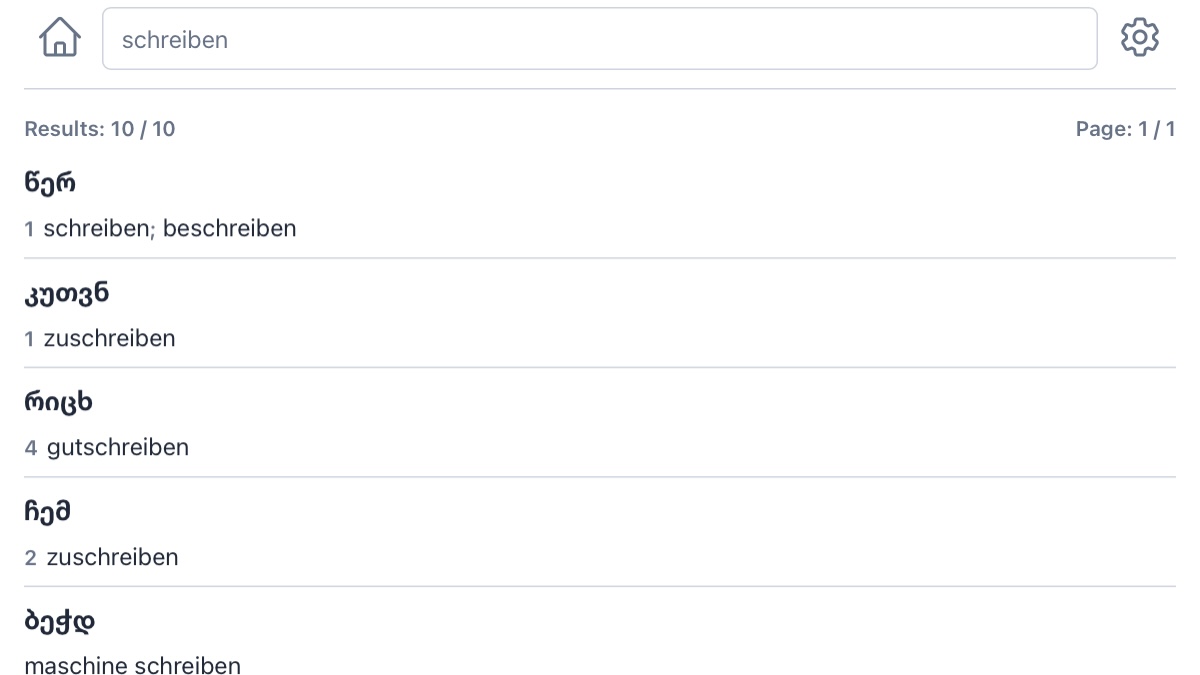 schreiben
Results: 10 / 10
Page: 1 / 1
წერ
1 schreiben; beschreiben
კუთვნ
1 zuschreiben
რიცხ
4 gutschreiben
ჩემ
2 zuschreiben
ბეჭდ
maschine schreiben